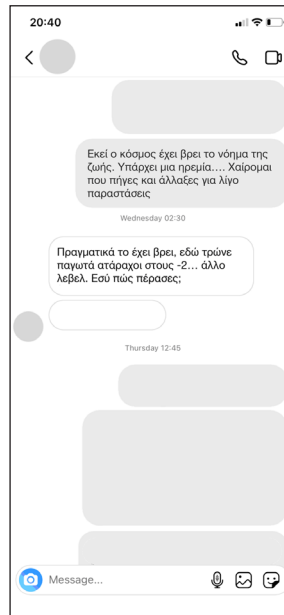 20:40
Εκεί ο κόσμος έχει βρει το νόημα της
ζωής. Υπάρχει μια ηρεμία.... Χαίρομαι
που πήγες και άλλαξες για λίγο
παραστάσεις
Wednesday 02:30
Πραγματικά το έχει βρει, εδώ τρώνε
παγωτά ατάραχοι στους -2... άλλο
λεβελ. Εσύ πώς πέρασες;
Thursday 12:45
Message...